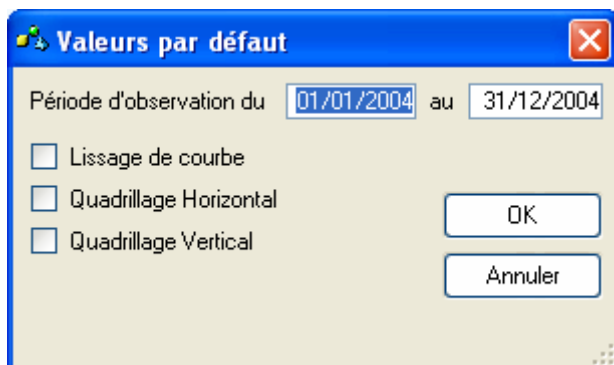 Valeurs par défaut
Période d'observation du 01/01/2004 au 31/12/2004
Lissage de courbe
Quadrillage Horizontal
Quadrillage Vertical
OK
Annuler